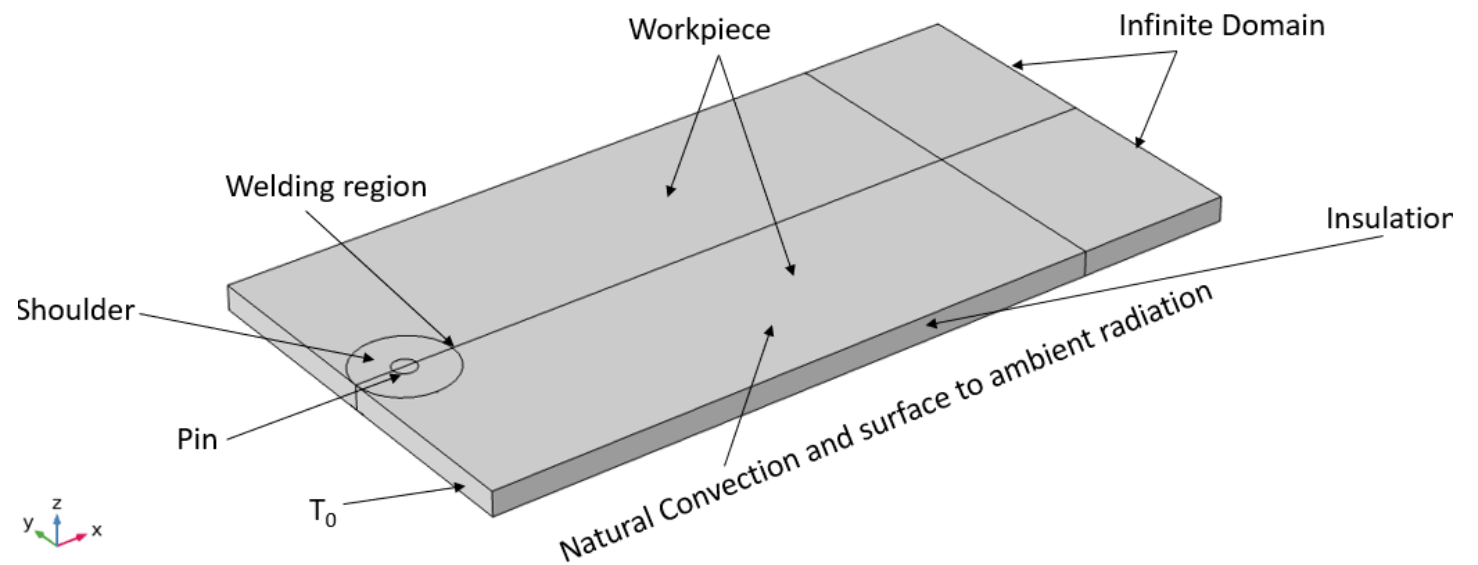 Workpiece
Infinite Domain
Welding region
Insulation
Shoulder
Pin
T₀
Natural Convection and surface to ambient radiation
z
y
x